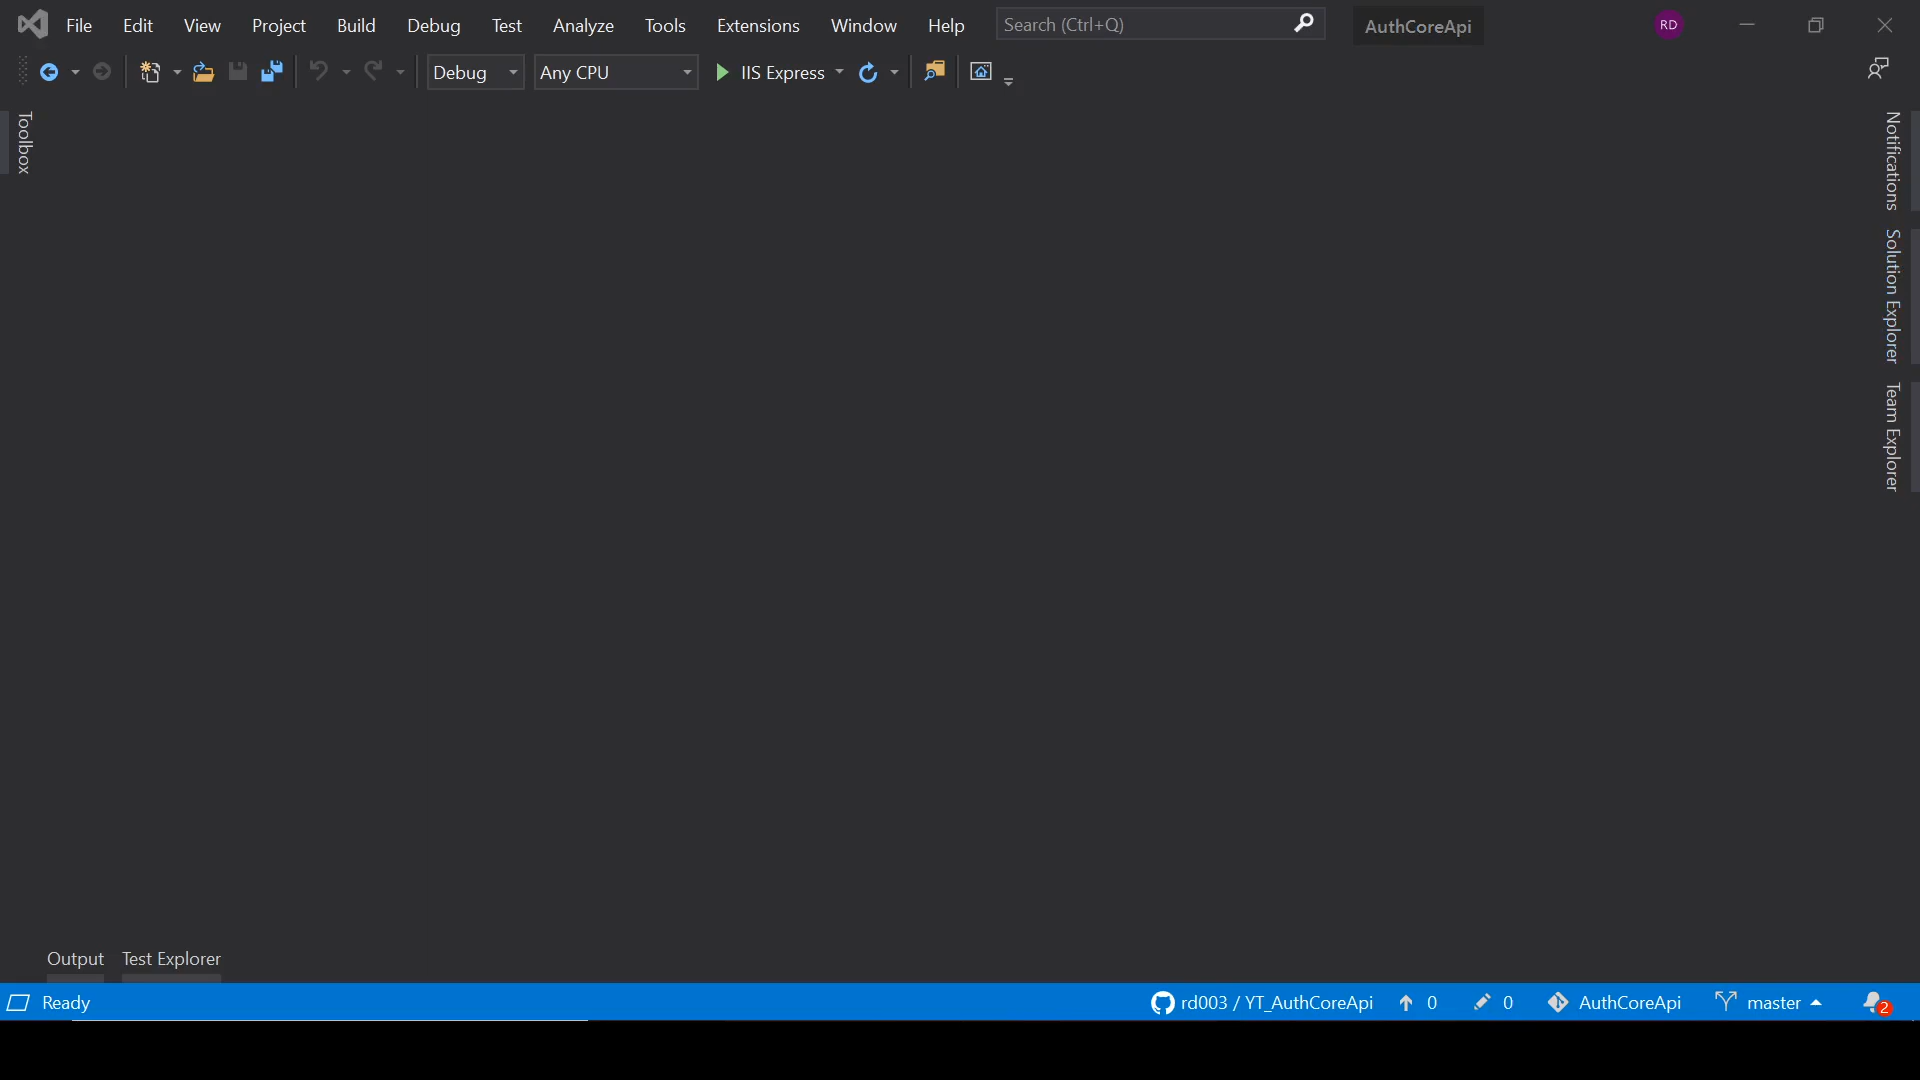 File Edit View Project Build Debug Test Analyze Tools Extensions Window Help Search (Ctrl+Q) AuthCoreApi RD
Debug Any CPU IIS Express
Toolbox
Notifications
Solution Explorer
Team Explorer
Output Test Explorer
Ready rd003 / YT_AuthCoreApi 0 0 AuthCoreApi master 2